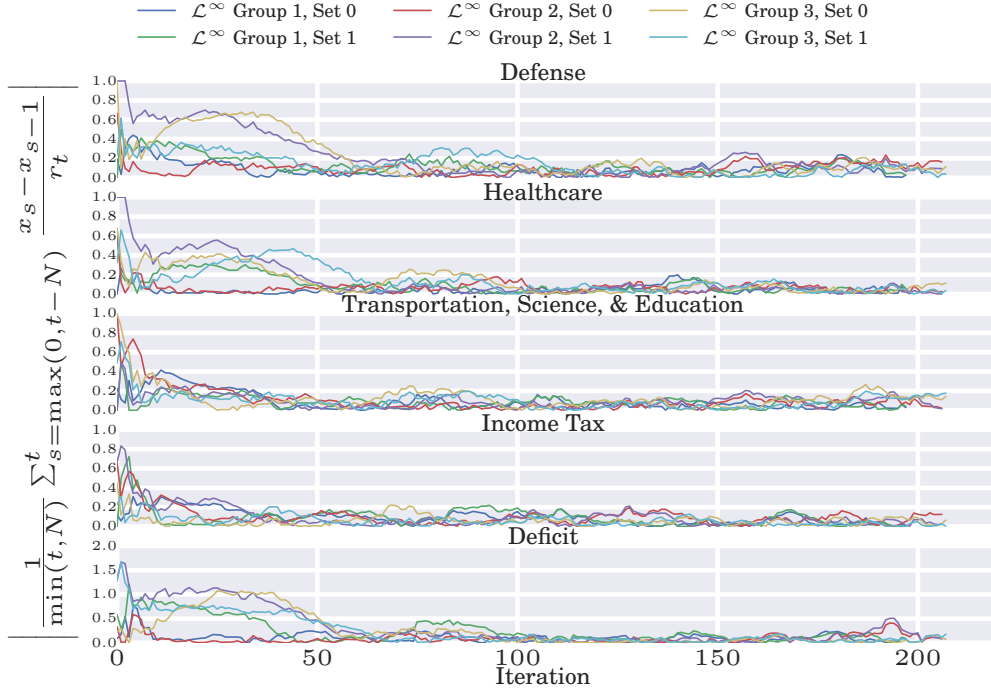 𝓛^∞ Group 1, Set 0 𝓛^∞ Group 2, Set 0 𝓛^∞ Group 3, Set 0
𝓛^∞ Group 1, Set 1 𝓛^∞ Group 2, Set 1 𝓛^∞ Group 3, Set 1
| 1/min(t,N) ∑^t_{s=max(0,t−N)} x_s−x_{s−1}/r_t |
Defense
1.0
0.8
0.6
0.4
0.2
0.0
Healthcare
1.0
0.8
0.6
0.4
0.2
0.0
Transportation, Science, & Education
1.0
0.8
0.6
0.4
0.2
0.0
Income Tax
1.0
0.8
0.6
0.4
0.2
0.0
Deficit
2.0
1.5
1.0
0.5
0.0
0 50 100 150 200
Iteration